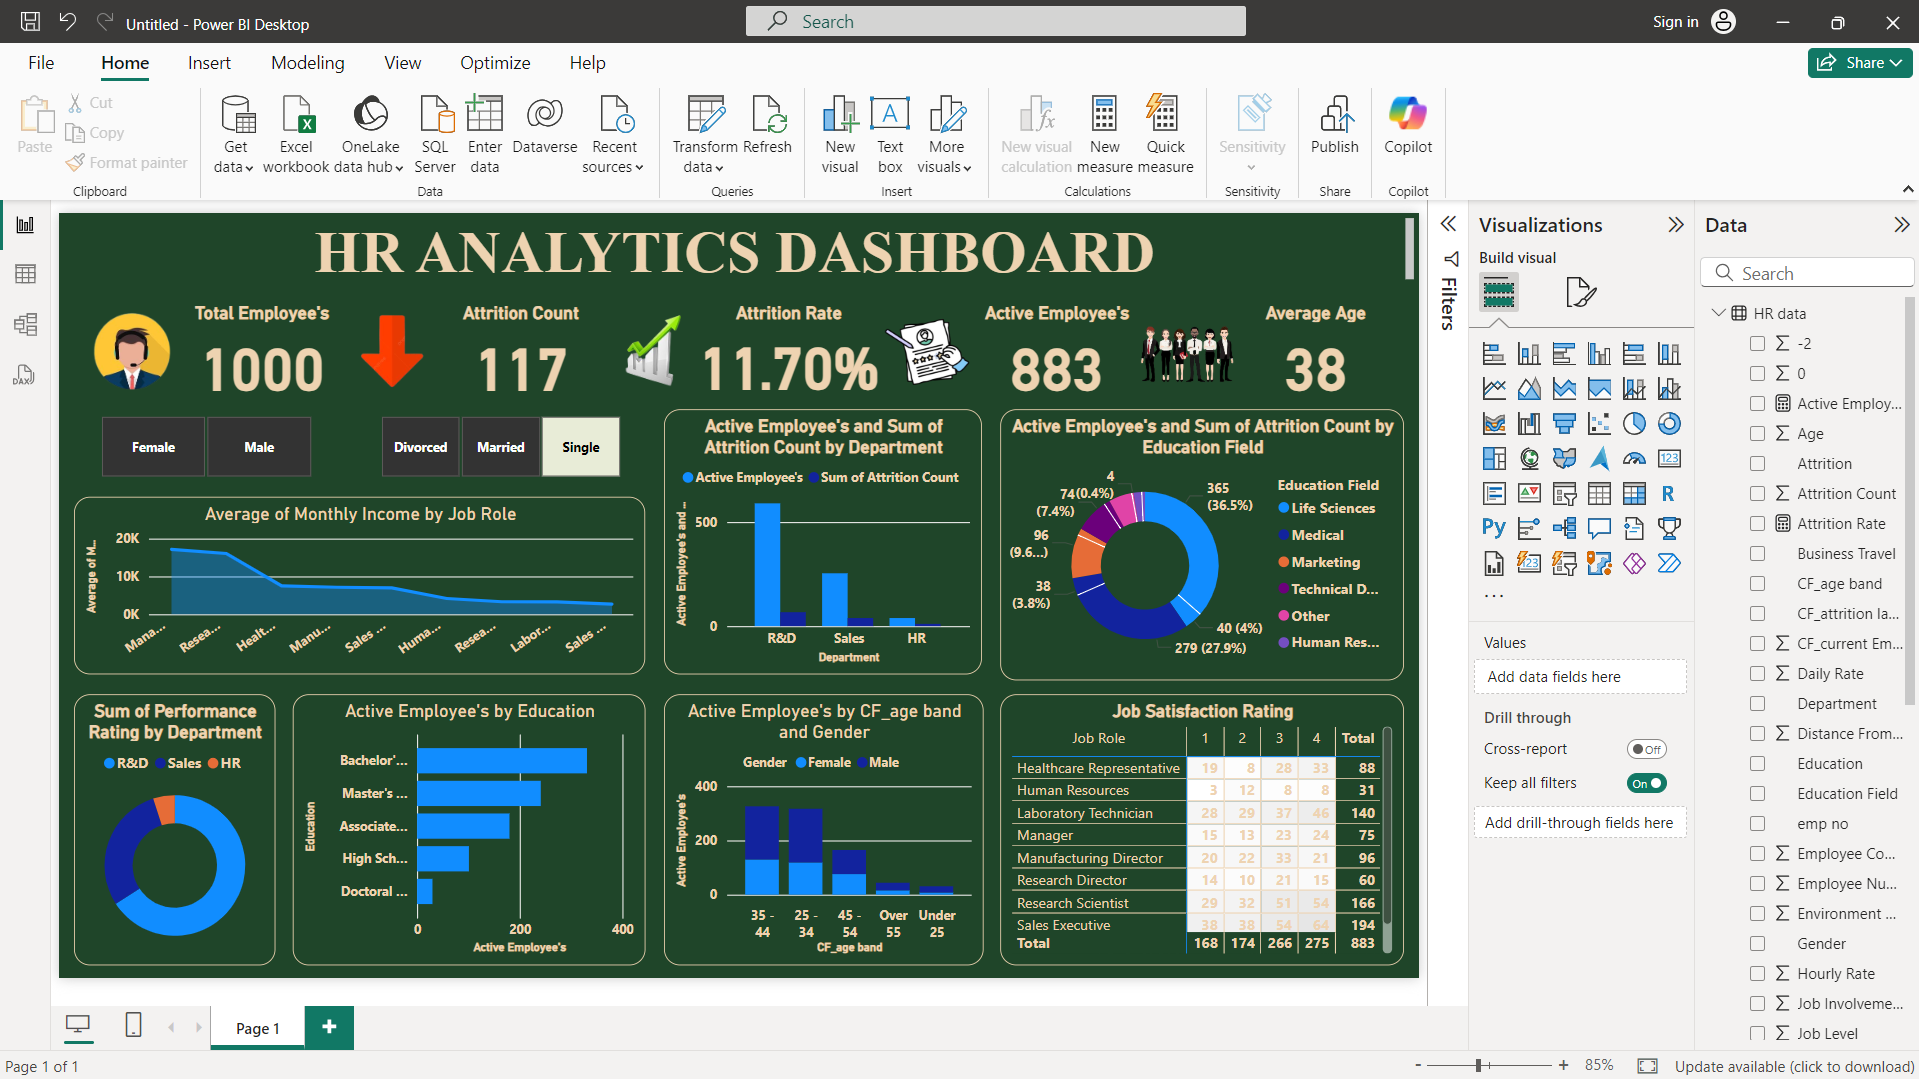 Untitled - Power BI Desktop
Search
Sign in
File Home Insert Modeling View Optimize Help
Share
Paste
Cut
Copy
Format painter
Clipboard
Get data
Excel workbook
OneLake data hub
SQL Server
Enter data
Dataverse
Recent sources
Data
Transform data
Refresh
Queries
New visual
Text box
More visuals
Insert
New visual calculation
New measure
Quick measure
Calculations
Sensitivity
Sensitivity
Publish
Share
Copilot
Copilot
HR ANALYTICS DASHBOARD
Total Employee's
1000
Attrition Count
117
Attrition Rate
11.70%
Active Employee's
883
Average Age
38
Female Male
Divorced Married Single
Average of Monthly Income by Job Role
Average of M...
20K
10K
0K
Mana... Resea... Healt... Manu... Sales ... Huma... Resea... Labor... Sales ...
Active Employee's and Sum of
Attrition Count by Department
Active Employee's Sum of Attrition Count
Active Employee's and ...
500
0
R&D Sales HR
Department
Active Employee's and Sum of Attrition Count by
Education Field
4
(0.4%)
74
(7.4%)
96
(9.6...)
38
(3.8%)
365
(36.5%)
40 (4%)
279 (27.9%)
Education Field
Life Sciences
Medical
Marketing
Technical D...
Other
Human Res...
Sum of Performance
Rating by Department
R&D Sales HR
Active Employee's by Education
Education
Bachelor'...
Master's ...
Associate...
High Sch...
Doctoral ...
0 200 400
Active Employee's
Active Employee's by CF_age band
and Gender
Gender Female Male
Active Employee's
400
200
0
35 - 44
25 - 34
45 - 54
Over 55
Under 25
CF_age band
Job Satisfaction Rating
Job Role 1 2 3 4 Total
Healthcare Representative 19 8 28 33 88
Human Resources 3 12 8 8 31
Laboratory Technician 28 29 37 46 140
Manager 15 13 23 24 75
Manufacturing Director 20 22 33 21 96
Research Director 14 10 21 15 60
Research Scientist 29 32 51 54 166
Sales Executive 38 38 54 64 194
Total 168 174 266 275 883
Filters
Visualizations
Build visual
123
R
Py
123
...
Values
Add data fields here
Drill through
Cross-report Off
Keep all filters On
Add drill-through fields here
Data
Search
HR data
-2
0
Active Employ...
Age
Attrition
Attrition Count
Attrition Rate
Business Travel
CF_age band
CF_attrition la...
CF_current Em...
Daily Rate
Department
Distance From...
Education
Education Field
emp no
Employee Co...
Employee Nu...
Environment ...
Gender
Hourly Rate
Job Involveme...
Job Level
DAX
Page 1
+
Page 1 of 1
- + 85%
Update available (click to download)